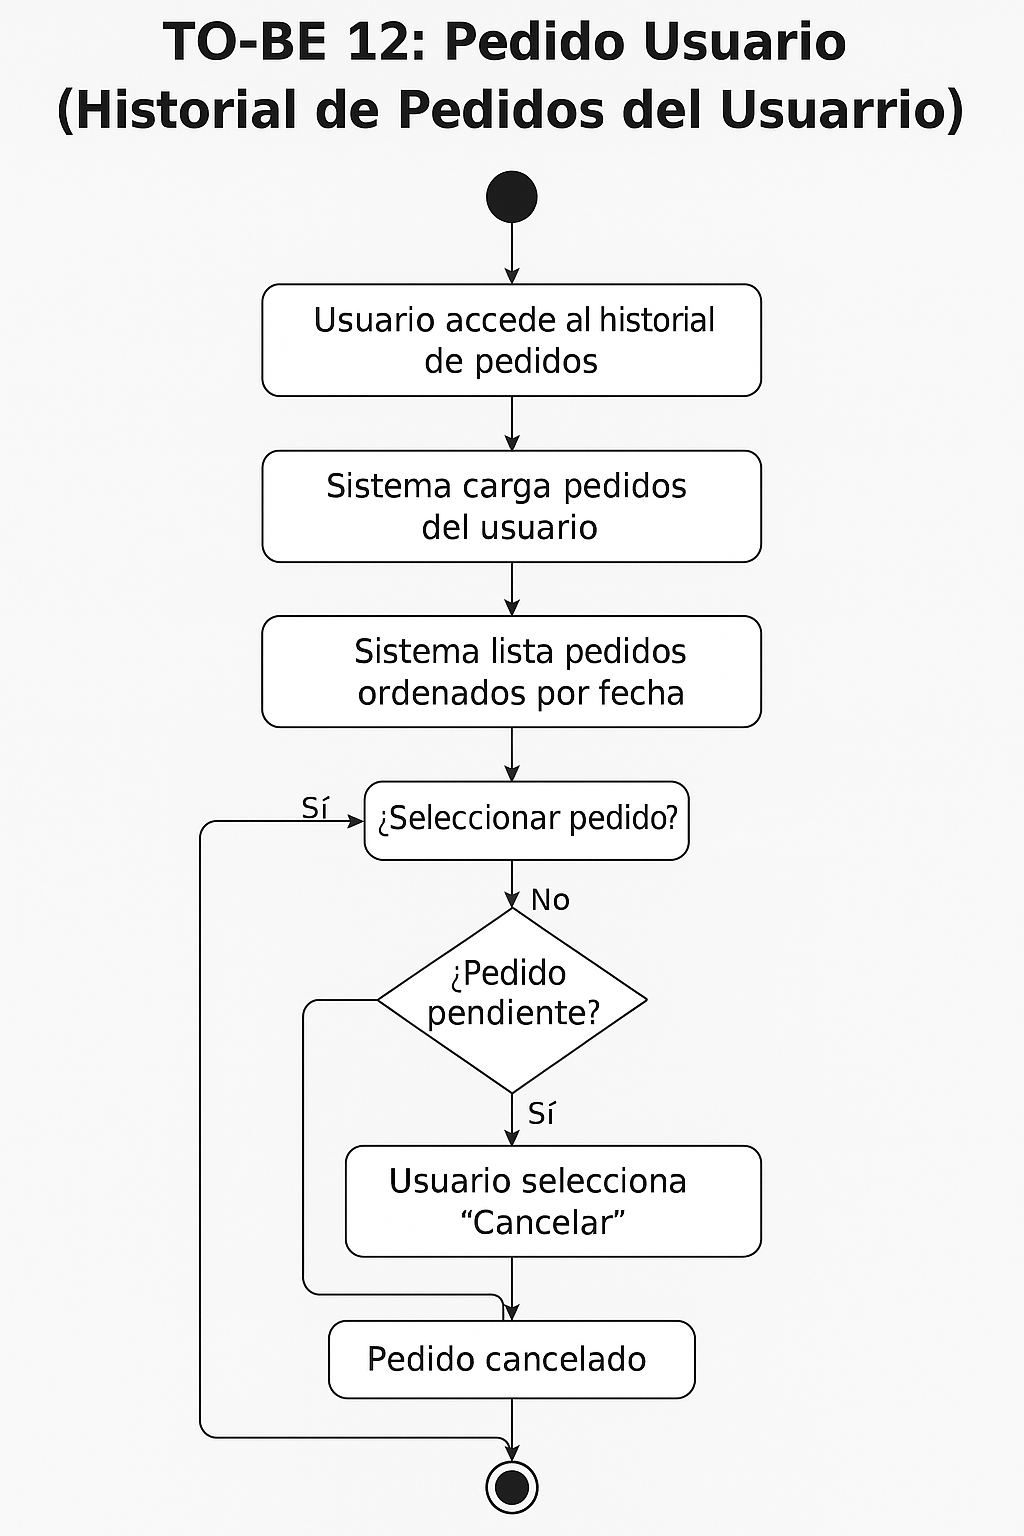 TO-BE 12: Pedido Usuario
(Historial de Pedidos del Usuarrio)
Usuario accede al historial
de pedidos
Sistema carga pedidos
del usuario
Sistema lista pedidos
ordenados por fecha
Sí
¿Seleccionar pedido?
No
¿Pedido
pendiente?
Sí
Usuario selecciona
“Cancelar”
Pedido cancelado